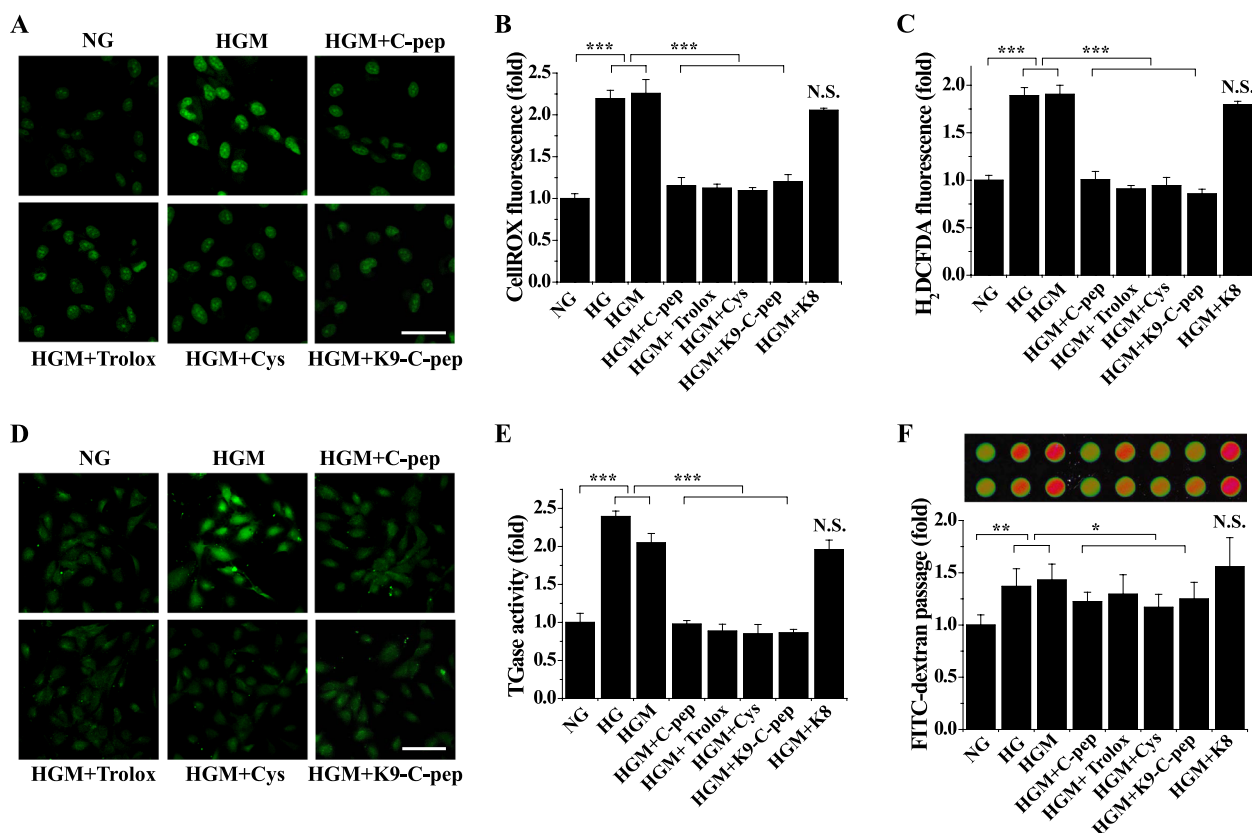 A
NG
HGM
HGM+C-pep
HGM+Trolox
HGM+Cys
HGM+K9-C-pep
B
CellROX fluorescence (fold)
2.5
2.0
1.5
1.0
0.5
0.0
***
***
N.S.
NG
HG
HGM
HGM+C-pep
HGM+ Trolox
HGM+Cys
HGM+K9-C-pep
HGM+K8
C
H2DCFDA fluorescence (fold)
2.0
1.5
1.0
0.5
0.0
***
***
N.S.
NG
HG
HGM
HGM+C-pep
HGM+ Trolox
HGM+Cys
HGM+K9-C-pep
HGM+K8
D
NG
HGM
HGM+C-pep
HGM+Trolox
HGM+Cys
HGM+K9-C-pep
E
TGase activity (fold)
2.5
2.0
1.5
1.0
0.5
0.0
***
***
N.S.
NG
HG
HGM
HGM+C-pep
HGM+ Trolox
HGM+Cys
HGM+K9-C-pep
HGM+K8
F
FITC-dextran passage (fold)
2.0
1.5
1.0
0.5
0.0
**
*
N.S.
NG
HG
HGM
HGM+C-pep
HGM+ Trolox
HGM+Cys
HGM+K9-C-pep
HGM+K8